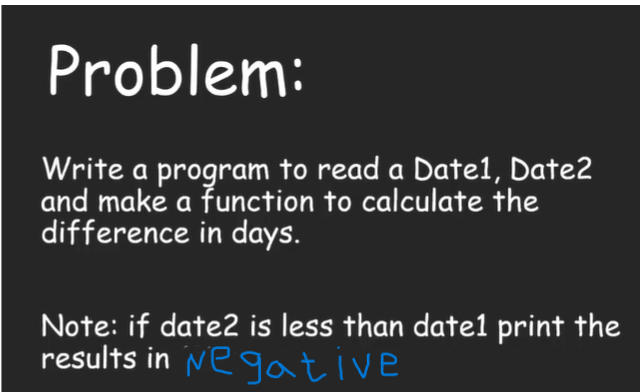 Problem:
Write a program to read a Date1, Date2
and make a function to calculate the
difference in days.
Note: if date2 is less than date1 print the
results in Negative